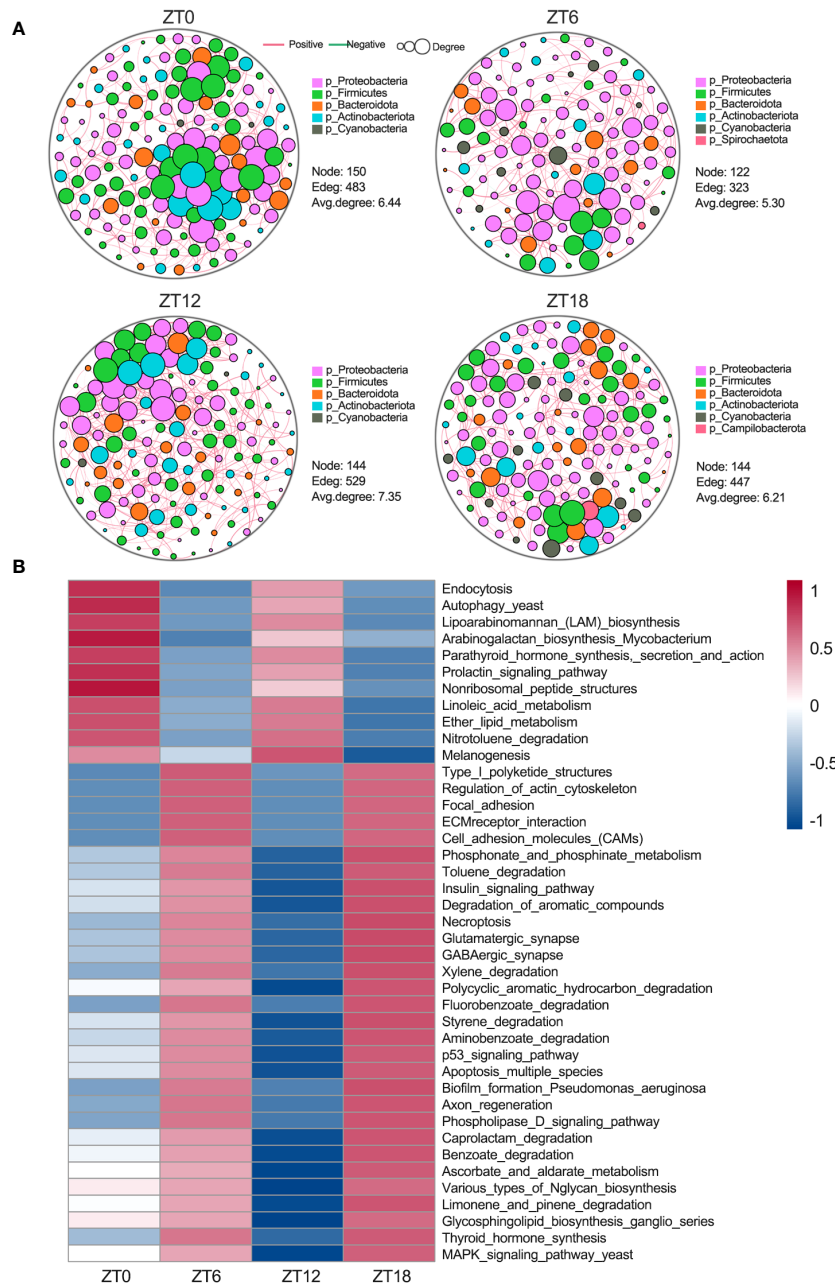 A
ZT0
Positive
Negative
Degree
p_Proteobacteria
p_Firmicutes
p_Bacteroidota
p_Actinobacteriota
p_Cyanobacteria
Node: 150
Edeg: 483
Avg.degree: 6.44
ZT6
p_Proteobacteria
p_Firmicutes
p_Bacteroidota
p_Actinobacteriota
p_Cyanobacteria
p_Spirochaetota
Node: 122
Edeg: 323
Avg.degree: 5.30
ZT12
p_Proteobacteria
p_Firmicutes
p_Bacteroidota
p_Actinobacteriota
p_Cyanobacteria
Node: 144
Edeg: 529
Avg.degree: 7.35
ZT18
p_Proteobacteria
p_Firmicutes
p_Bacteroidota
p_Actinobacteriota
p_Cyanobacteria
p_Campilobacterota
Node: 144
Edeg: 447
Avg.degree: 6.21
B
Endocytosis
Autophagy_yeast
Lipoarabinomannan_(LAM)_biosynthesis
Arabinogalactan_biosynthesis_Mycobacterium
Parathyroid_hormone_synthesis,_secretion_and_action
Prolactin_signaling_pathway
Nonribosomal_peptide_structures
Linoleic_acid_metabolism
Ether_lipid_metabolism
Nitrotoluene_degradation
Melanogenesis
Type_I_polyketide_structures
Regulation_of_actin_cytoskeleton
Focal_adhesion
ECMreceptor_interaction
Cell_adhesion_molecules_(CAMs)
Phosphonate_and_phosphinate_metabolism
Toluene_degradation
Insulin_signaling_pathway
Degradation_of_aromatic_compounds
Necroptosis
Glutamatergic_synapse
GABAergic_synapse
Xylene_degradation
Polycyclic_aromatic_hydrocarbon_degradation
Fluorobenzoate_degradation
Styrene_degradation
Aminobenzoate_degradation
p53_signaling_pathway
Apoptosis_multiple_species
Biofilm_formation_Pseudomonas_aeruginosa
Axon_regeneration
Phospholipase_D_signaling_pathway
Caprolactam_degradation
Benzoate_degradation
Ascorbate_and_aldarate_metabolism
Various_types_of_Nglycan_biosynthesis
Limonene_and_pinene_degradation
Glycosphingolipid_biosynthesis_ganglio_series
Thyroid_hormone_synthesis
MAPK_signaling_pathway_yeast
ZT0 ZT6 ZT12 ZT18
1
0.5
0
-0.5
-1